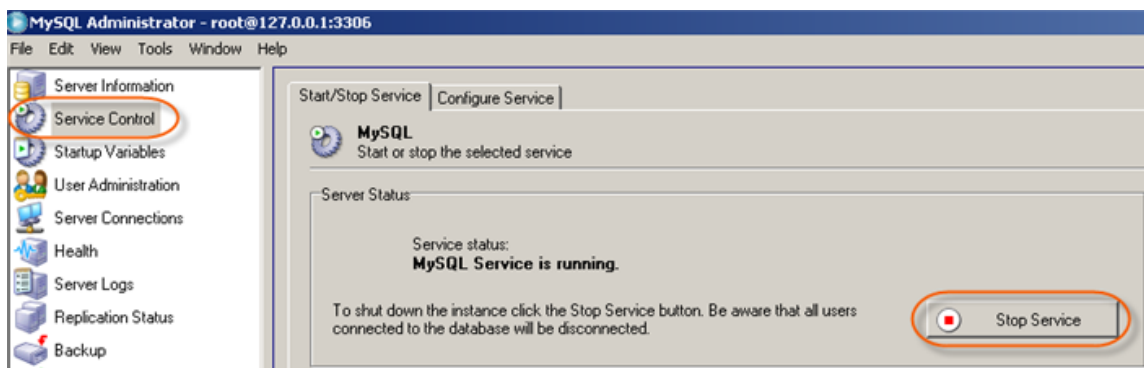 MySQL Administrator - root@127.0.0.1:3306
File Edit View Tools Window Help
Server Information
Service Control
Startup Variables
User Administration
Server Connections
Health
Server Logs
Replication Status
Backup
Start/Stop Service Configure Service
MySQL
Start or stop the selected service
Server Status
Service status:
MySQL Service is running.
To shut down the instance click the Stop Service button. Be aware that all users
connected to the database will be disconnected.
Stop Service